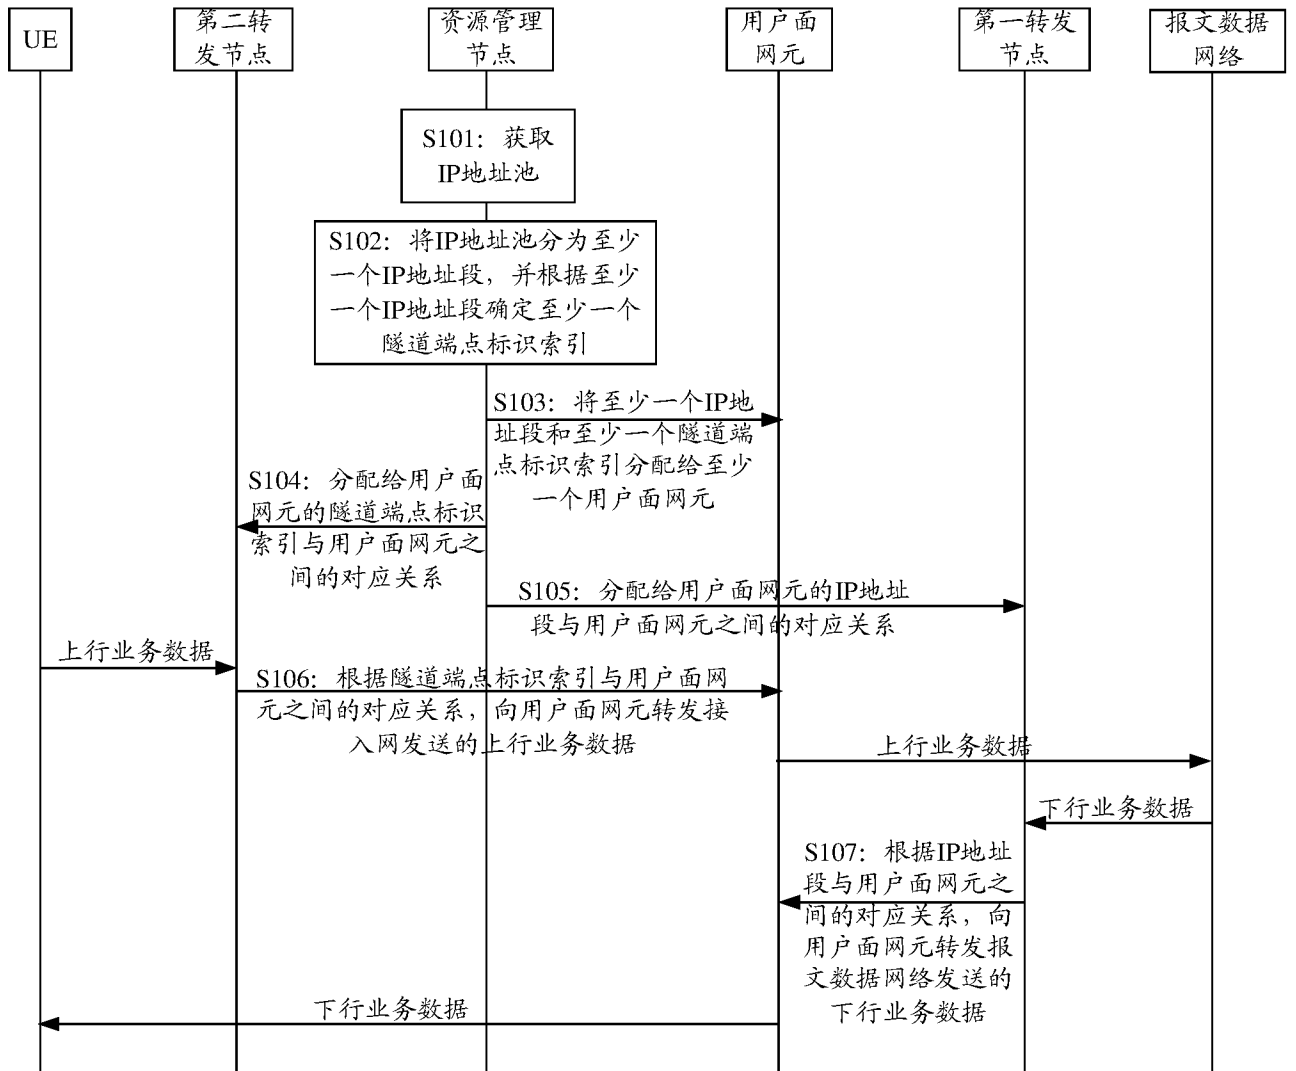 UE
第二转
发节点
资源管理
节点
用户面
网元
第一转发
节点
报文数据
网络
S101：获取
IP地址池
S102：将IP地址池分为至少
一个IP地址段，并根据至少
一个IP地址段确定至少一个
隧道端点标识索引
S103：将至少一个IP地
址段和至少一个隧道端
点标识索引分配给至少
一个用户面网元
S104：分配给用户面
网元的隧道端点标识
索引与用户面网元之
间的对应关系
S105：分配给用户面网元的IP地址
段与用户面网元之间的对应关系
上行业务数据
S106：根据隧道端点标识索引与用户面网
元之间的对应关系，向用户面网元转发接
入网发送的上行业务数据
上行业务数据
下行业务数据
S107：根据IP地址
段与用户面网元之
间的对应关系，向
用户面网元转发报
文数据网络发送的
下行业务数据
下行业务数据